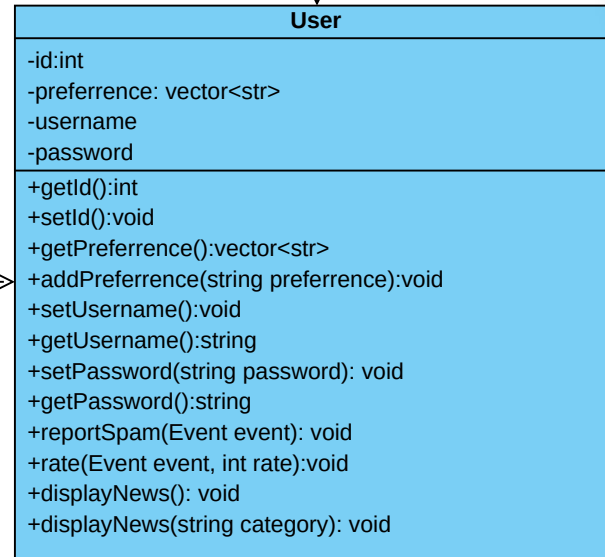 User
-id:int
-preferrence: vector<str>
-username
-password
+getId():int
+setId():void
+getPreferrence():vector<str>
+addPreferrence(string preferrence):void
+setUsername():void
+getUsername():string
+setPassword(string password): void
+getPassword():string
+reportSpam(Event event): void
+rate(Event event, int rate):void
+displayNews(): void
+displayNews(string category): void